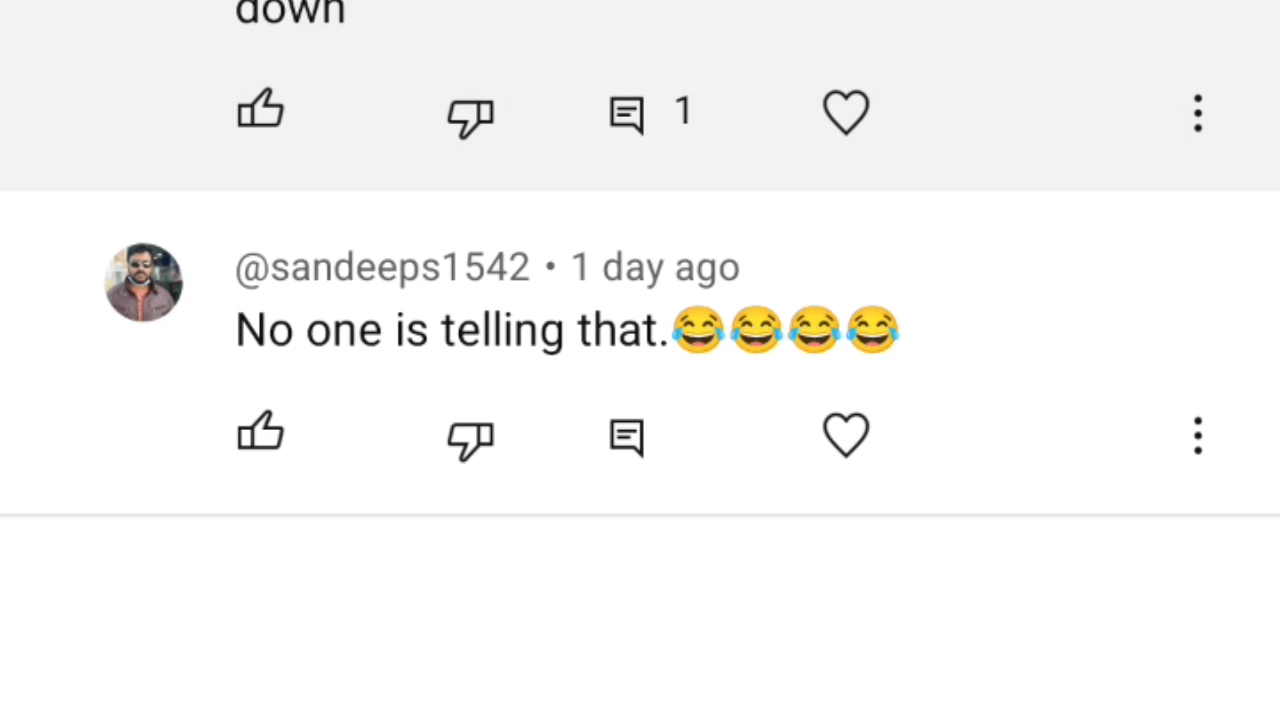 down
1
@sandeeps1542 • 1 day ago
No one is telling that.😂😂😂😂